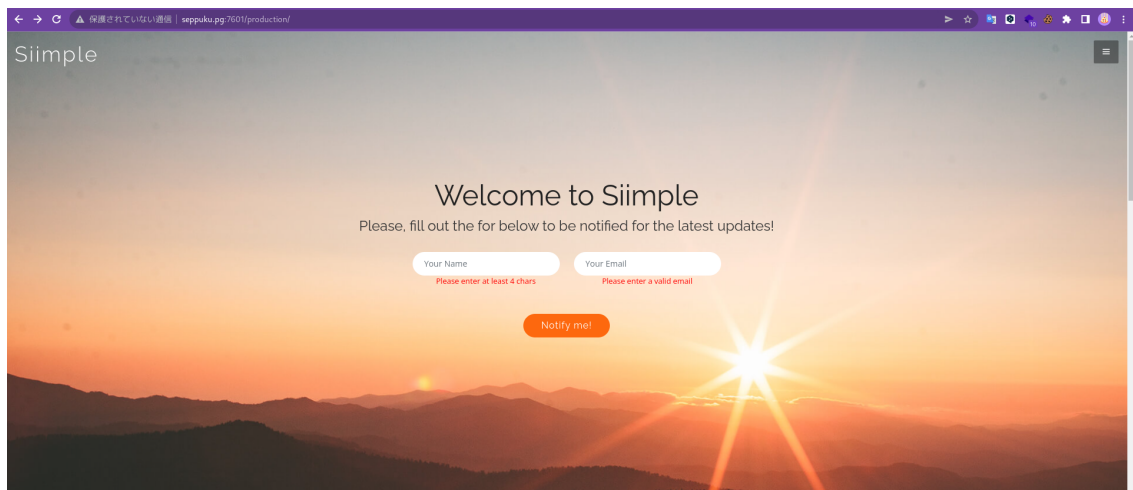 保護されていない通信 | seppuku.pg:7601/production/
10
Siimple
Welcome to Siimple
Please, fill out the for below to be notified for the latest updates!
Your Name
Your Email
Please enter at least 4 chars
Please enter a valid email
Notify me!